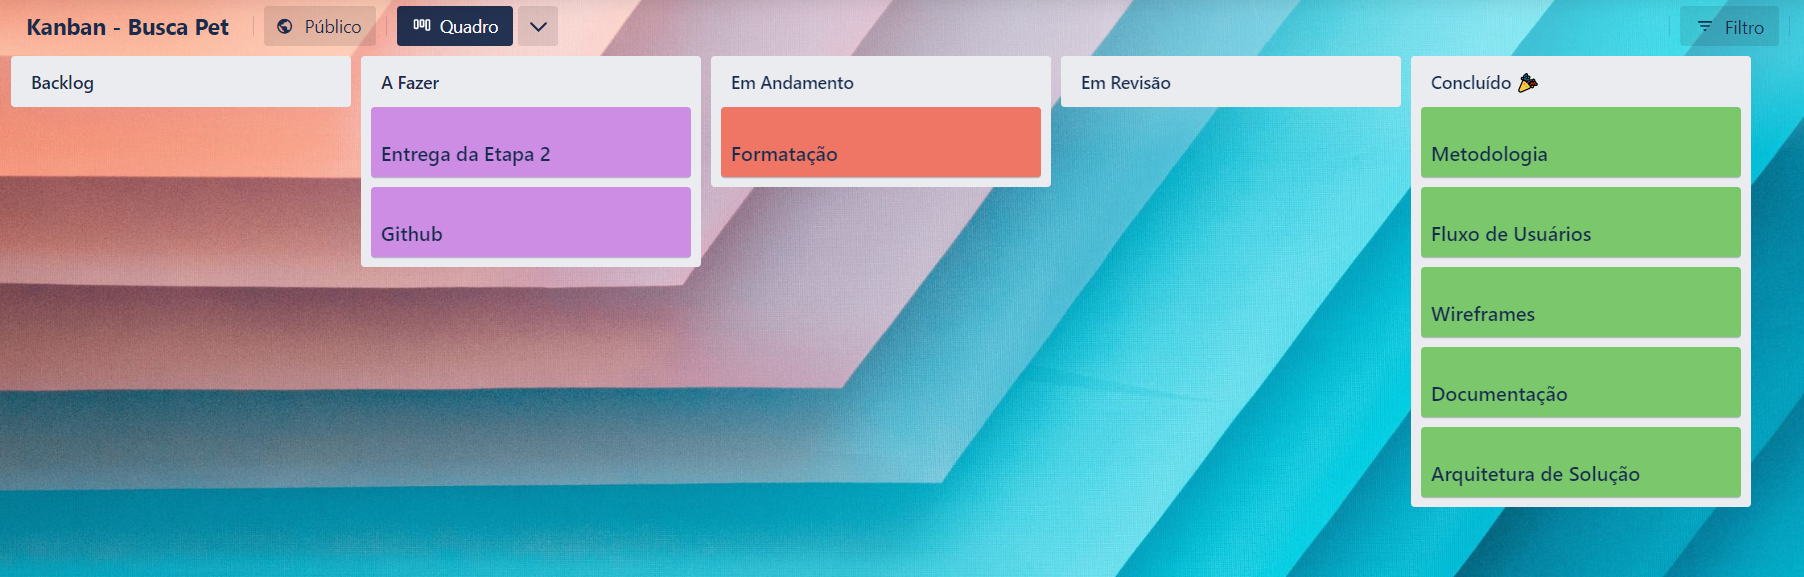 Kanban - Busca Pet
Público
Quadro
Filtro
Backlog
A Fazer
Entrega da Etapa 2
Github
Em Andamento
Formatação
Em Revisão
Concluído 🎉
Metodologia
Fluxo de Usuários
Wireframes
Documentação
Arquitetura de Solução